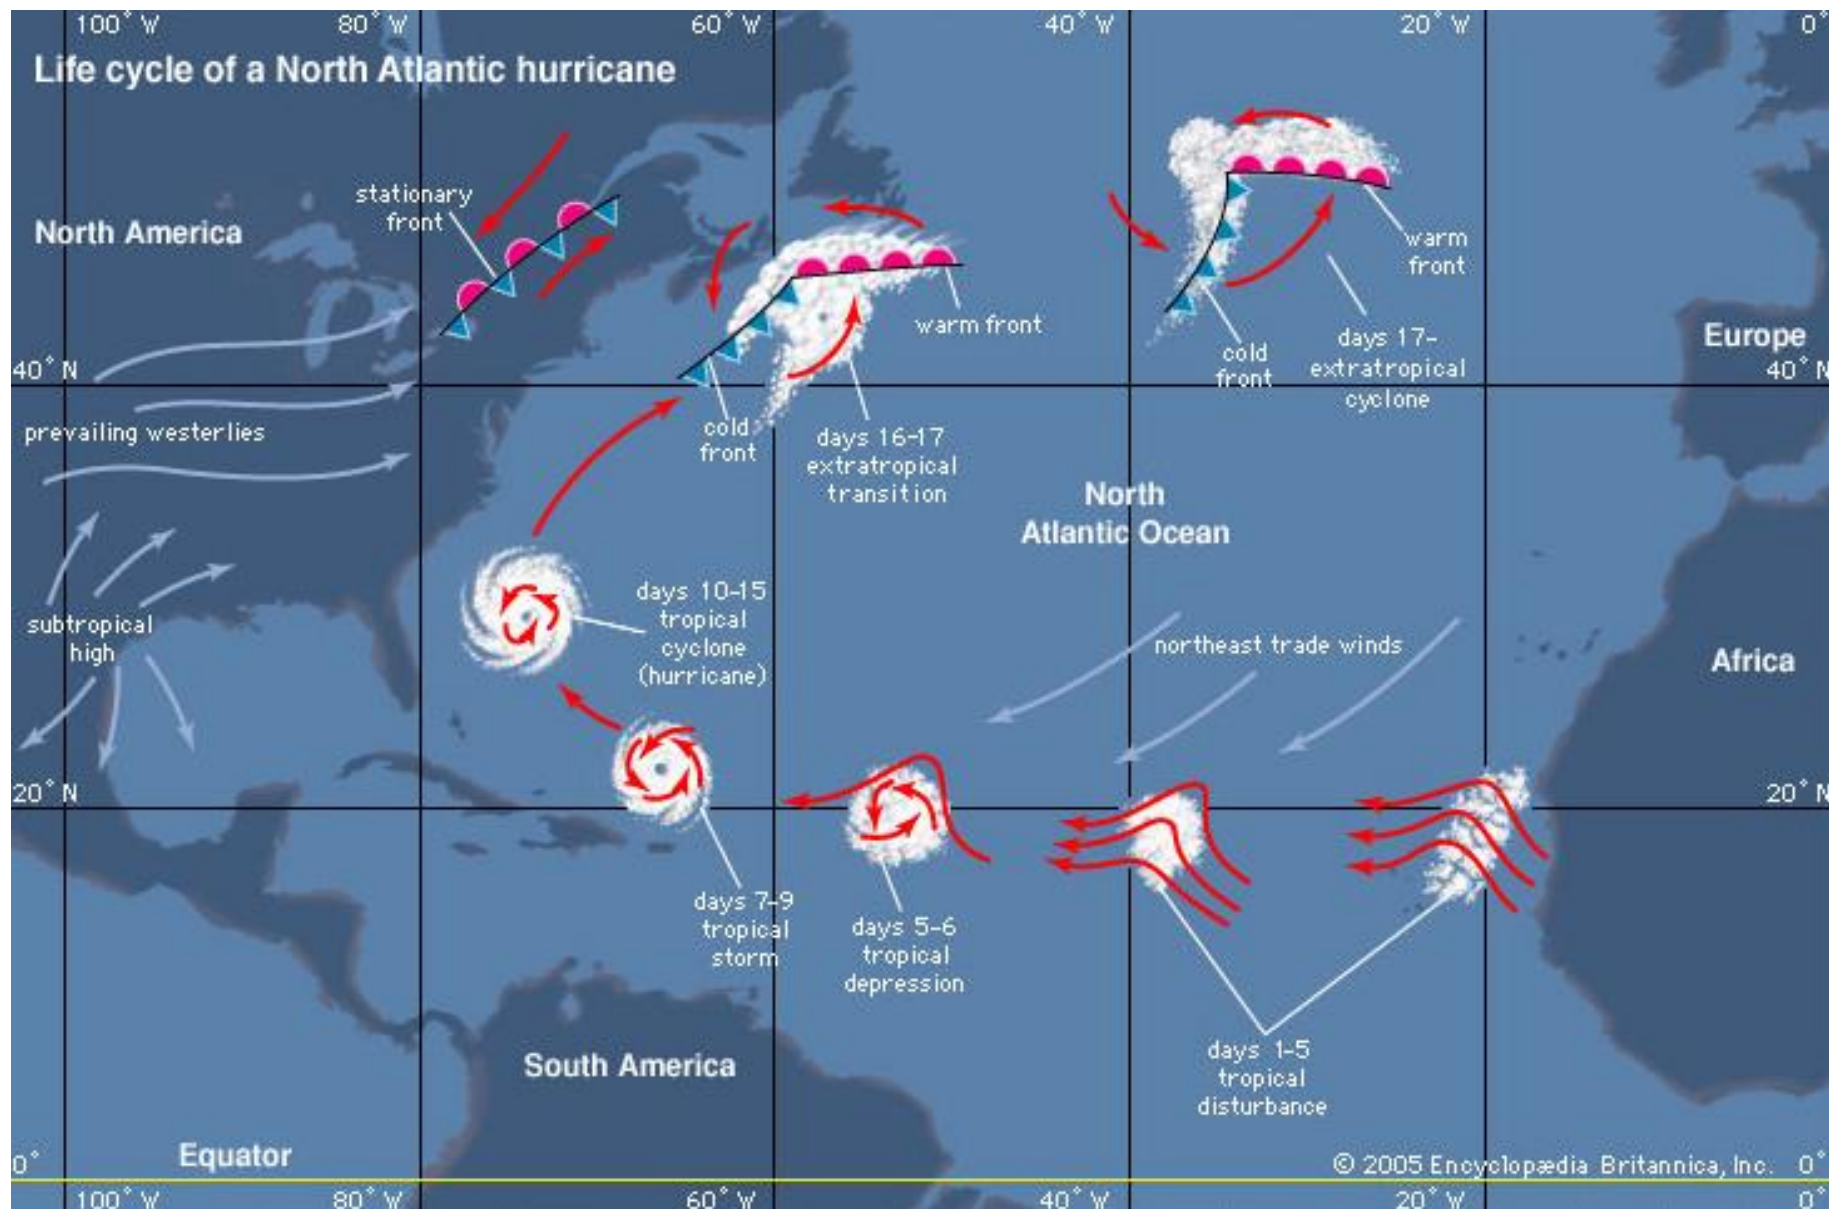 100° W 80° W 60° W 40° W 20° W 0°
Life cycle of a North Atlantic hurricane
stationary
front
North America
warm
front
warm front
Europe
days 17-
extratropical
cyclone
cold
front
40° N 40° N
prevailing westerlies
cold
front
days 16-17
extratropical
transition
North
Atlantic Ocean
days 10-15
tropical
cyclone
(hurricane)
subtropical
high
northeast trade winds
Africa
20° N 20° N
days 7-9
tropical
storm
days 5-6
tropical
depression
days 1-5
tropical
disturbance
South America
Equator
© 2005 Encyclopædia Britannica, Inc.
0° 0°
100° W 80° W 60° W 40° W 20° W 0°